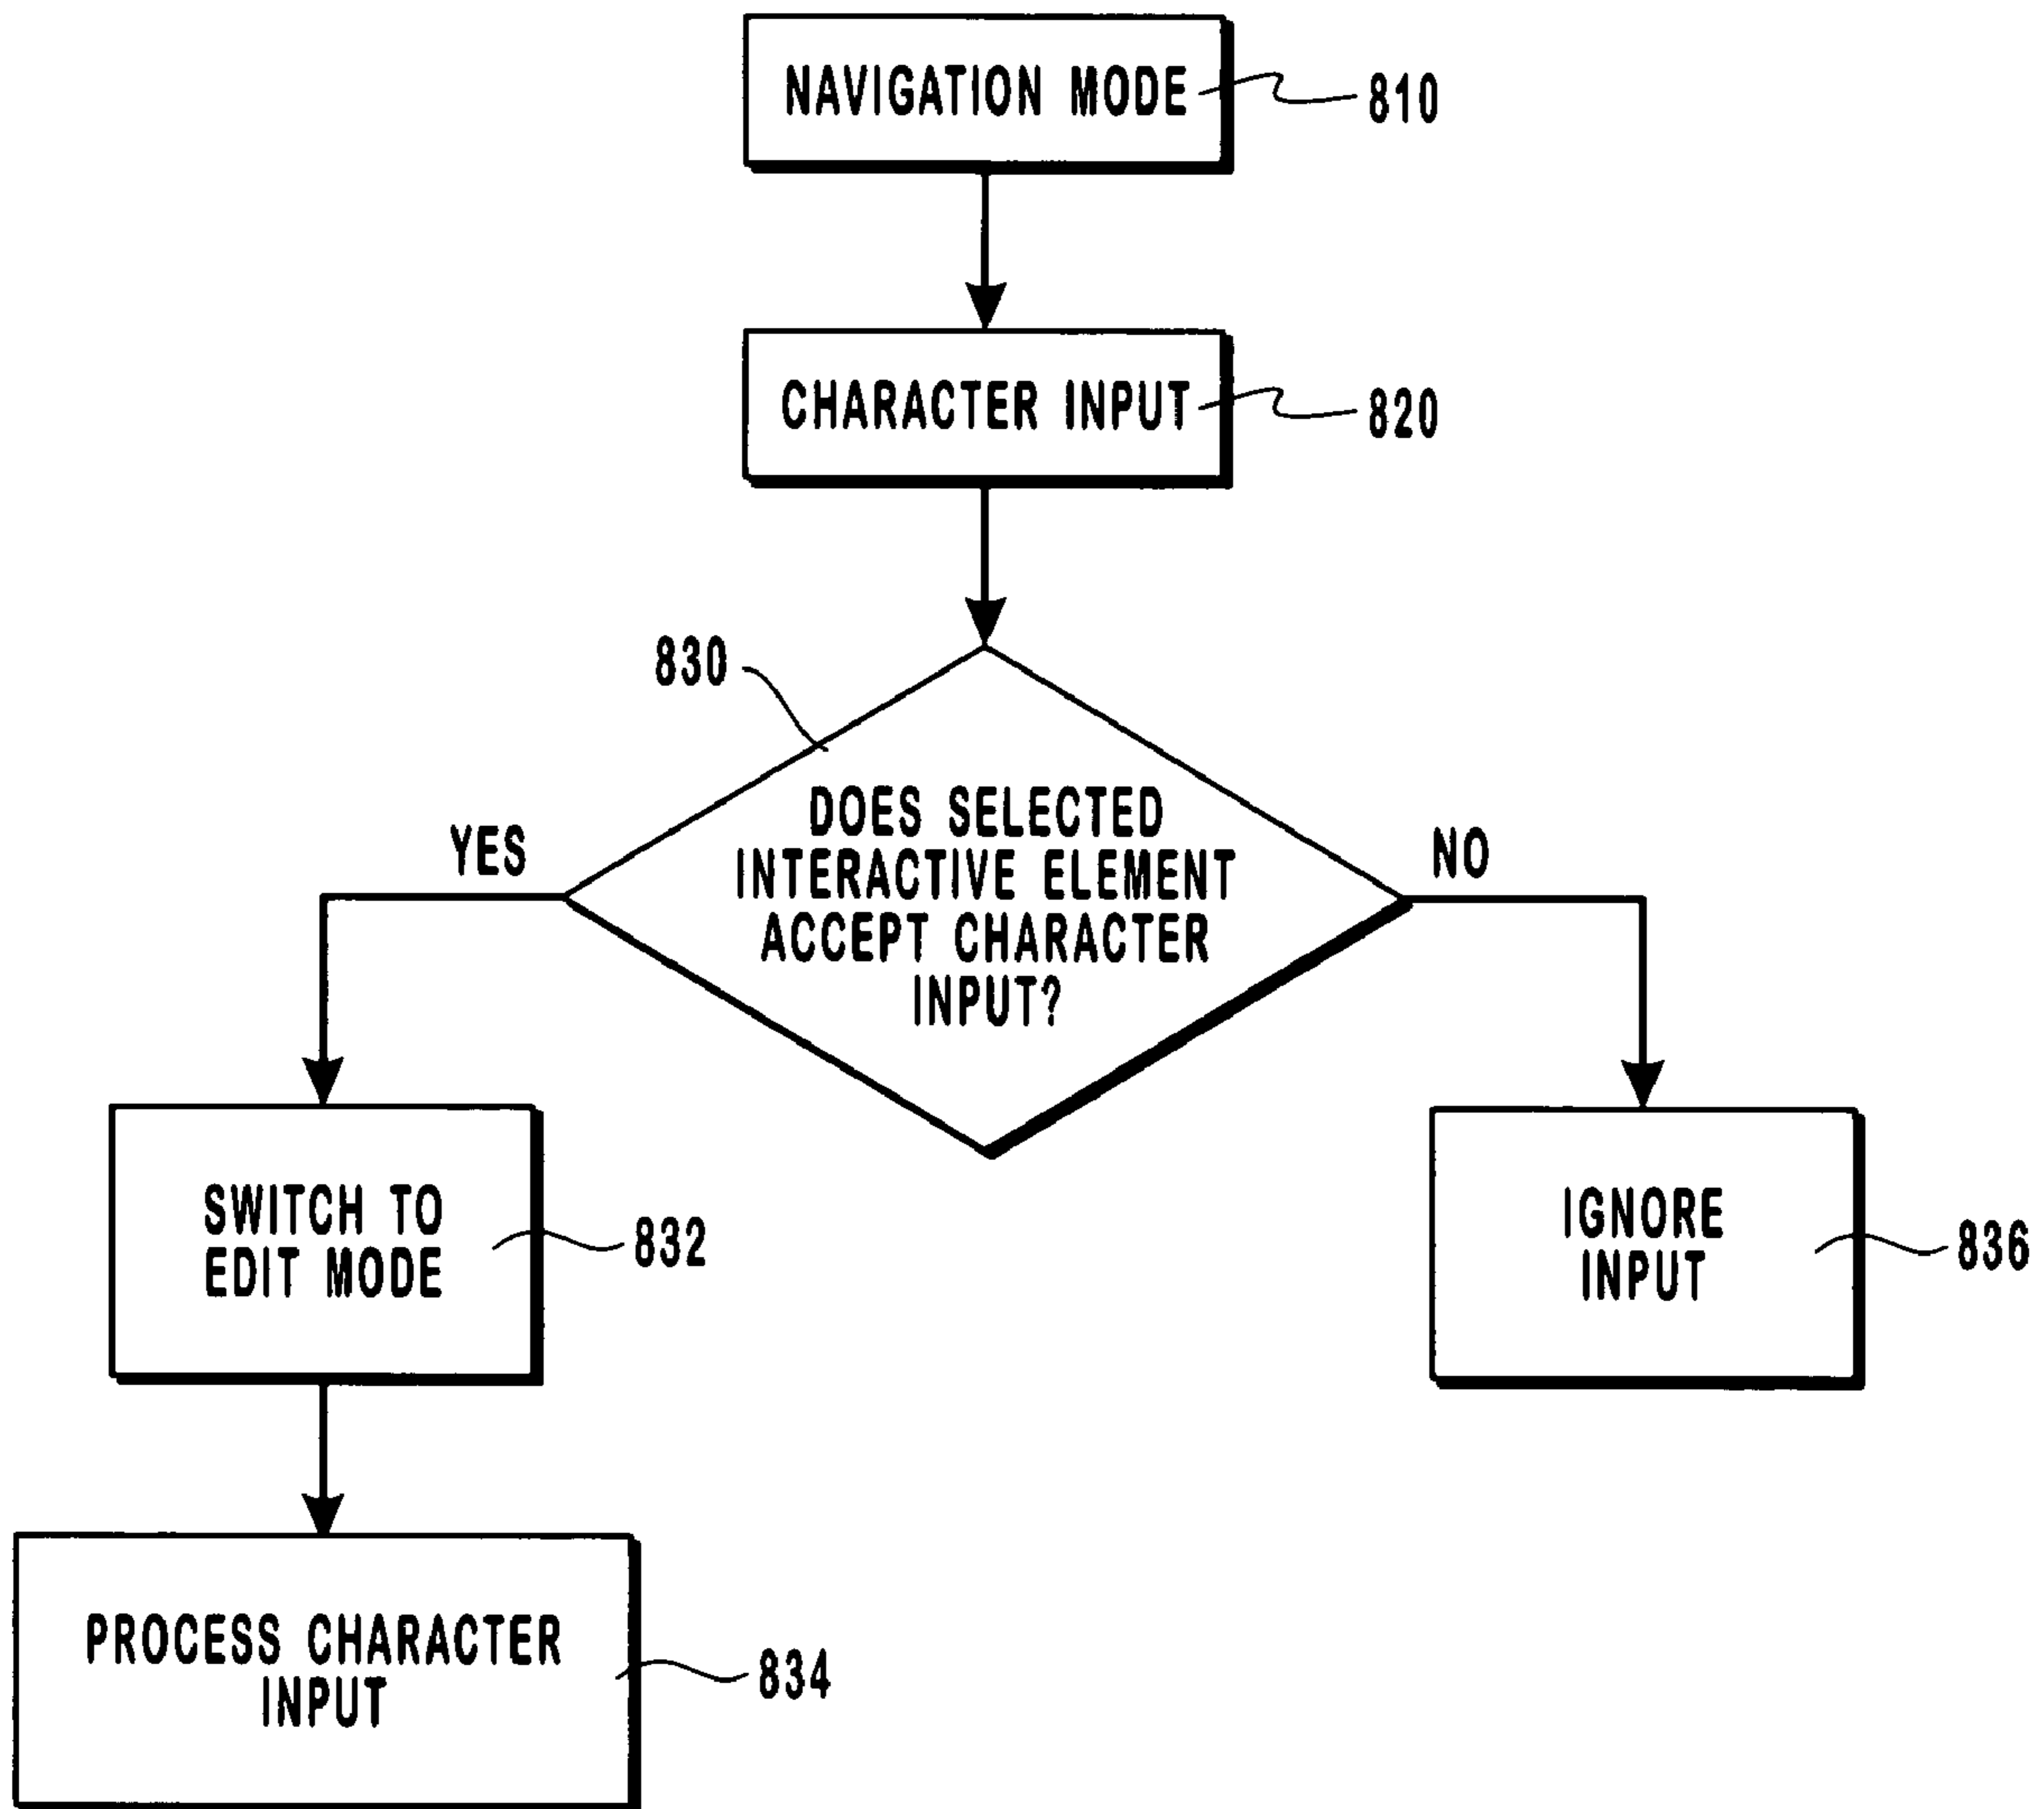 NAVIGATION MODE
810
CHARACTER INPUT
820
830
DOES SELECTED
INTERACTIVE ELEMENT
ACCEPT CHARACTER
INPUT?
YES
NO
SWITCH TO
EDIT MODE
832
IGNORE
INPUT
836
PROCESS CHARACTER
INPUT
834